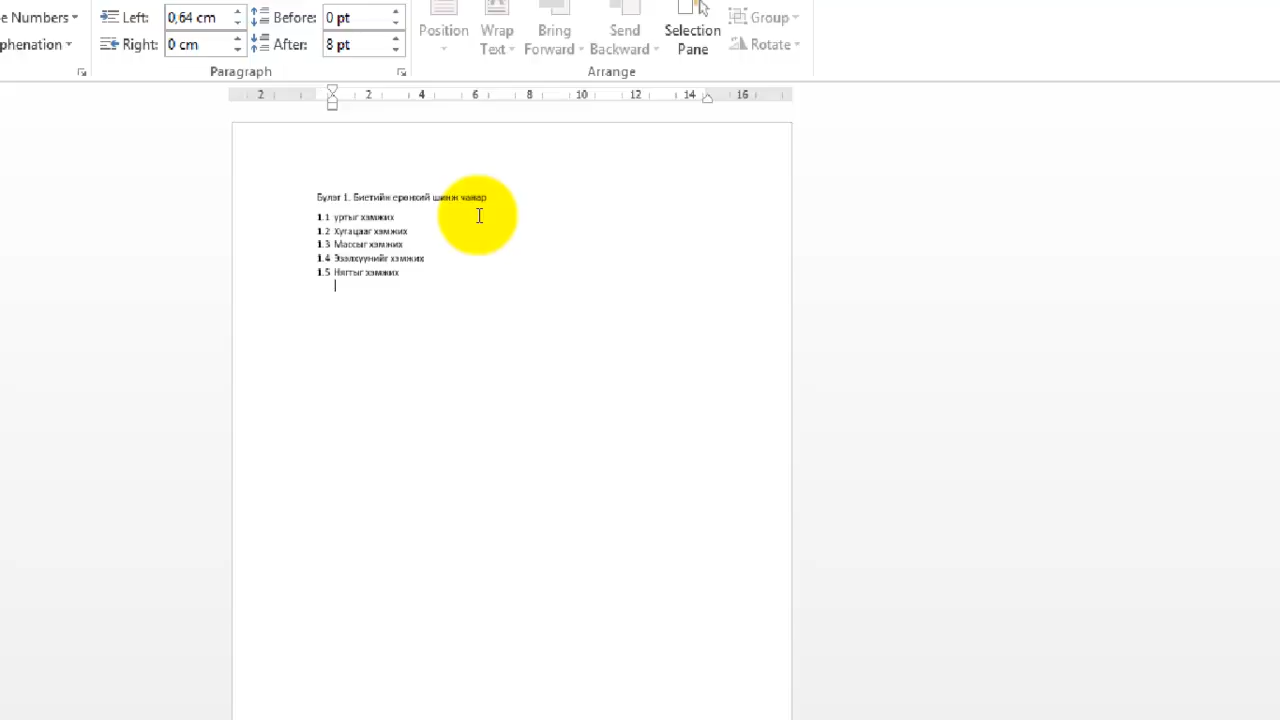 e Numbers
Left: 0,64 cm
Before: 0 pt
phenation
Right: 0 cm
After: 8 pt
Paragraph
Position
Wrap Text
Bring Forward
Send Backward
Selection Pane
Group
Rotate
Arrange
2 2 4 6 8 10 12 14 16
Бүлэг 1. Биетийн ерөнхий шинж чанар
1.1 уртыг хэмжих
1.2 Хугацааг хэмжих
1.3 Массыг хэмжих
1.4 Эзэлхүүнийг хэмжих
1.5 Нягтыг хэмжих